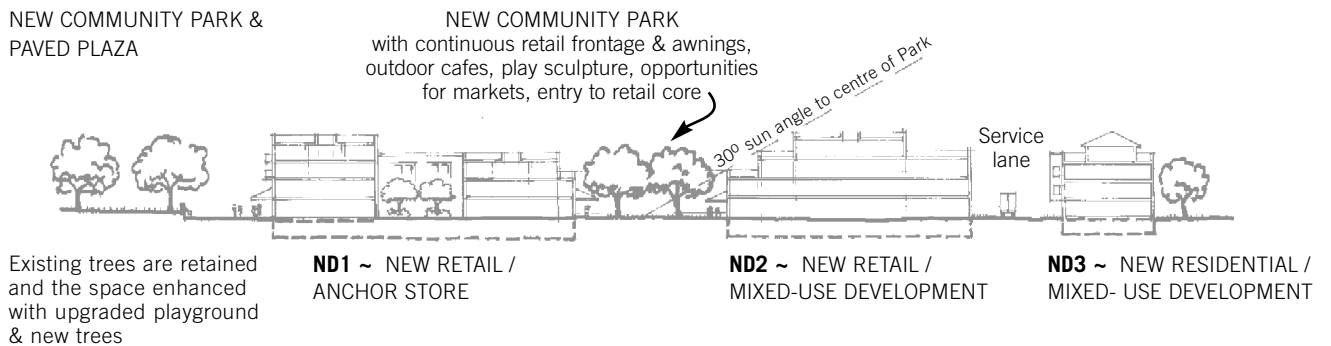 NEW COMMUNITY PARK &
PAVED PLAZA
NEW COMMUNITY PARK
with continuous retail frontage & awnings,
outdoor cafes, play sculpture, opportunities
for markets, entry to retail core
30º sun angle to centre of Park
Service
lane
Existing trees are retained
and the space enhanced
with upgraded playground
& new trees
ND1 ~ NEW RETAIL /
ANCHOR STORE
ND2 ~ NEW RETAIL /
MIXED-USE DEVELOPMENT
ND3 ~ NEW RESIDENTIAL /
MIXED- USE DEVELOPMENT